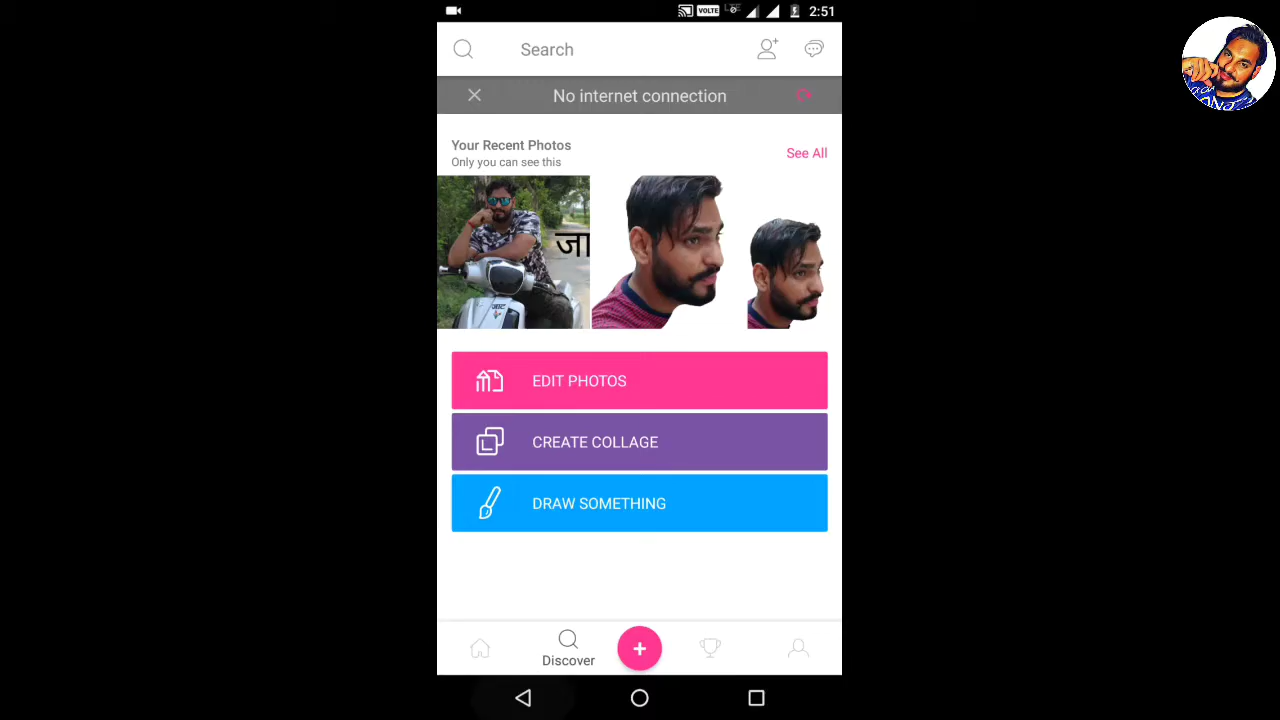 VOLTE
2:51
Search
No internet connection
Your Recent Photos
Only you can see this
See All
जा
EDIT PHOTOS
CREATE COLLAGE
DRAW SOMETHING
Discover